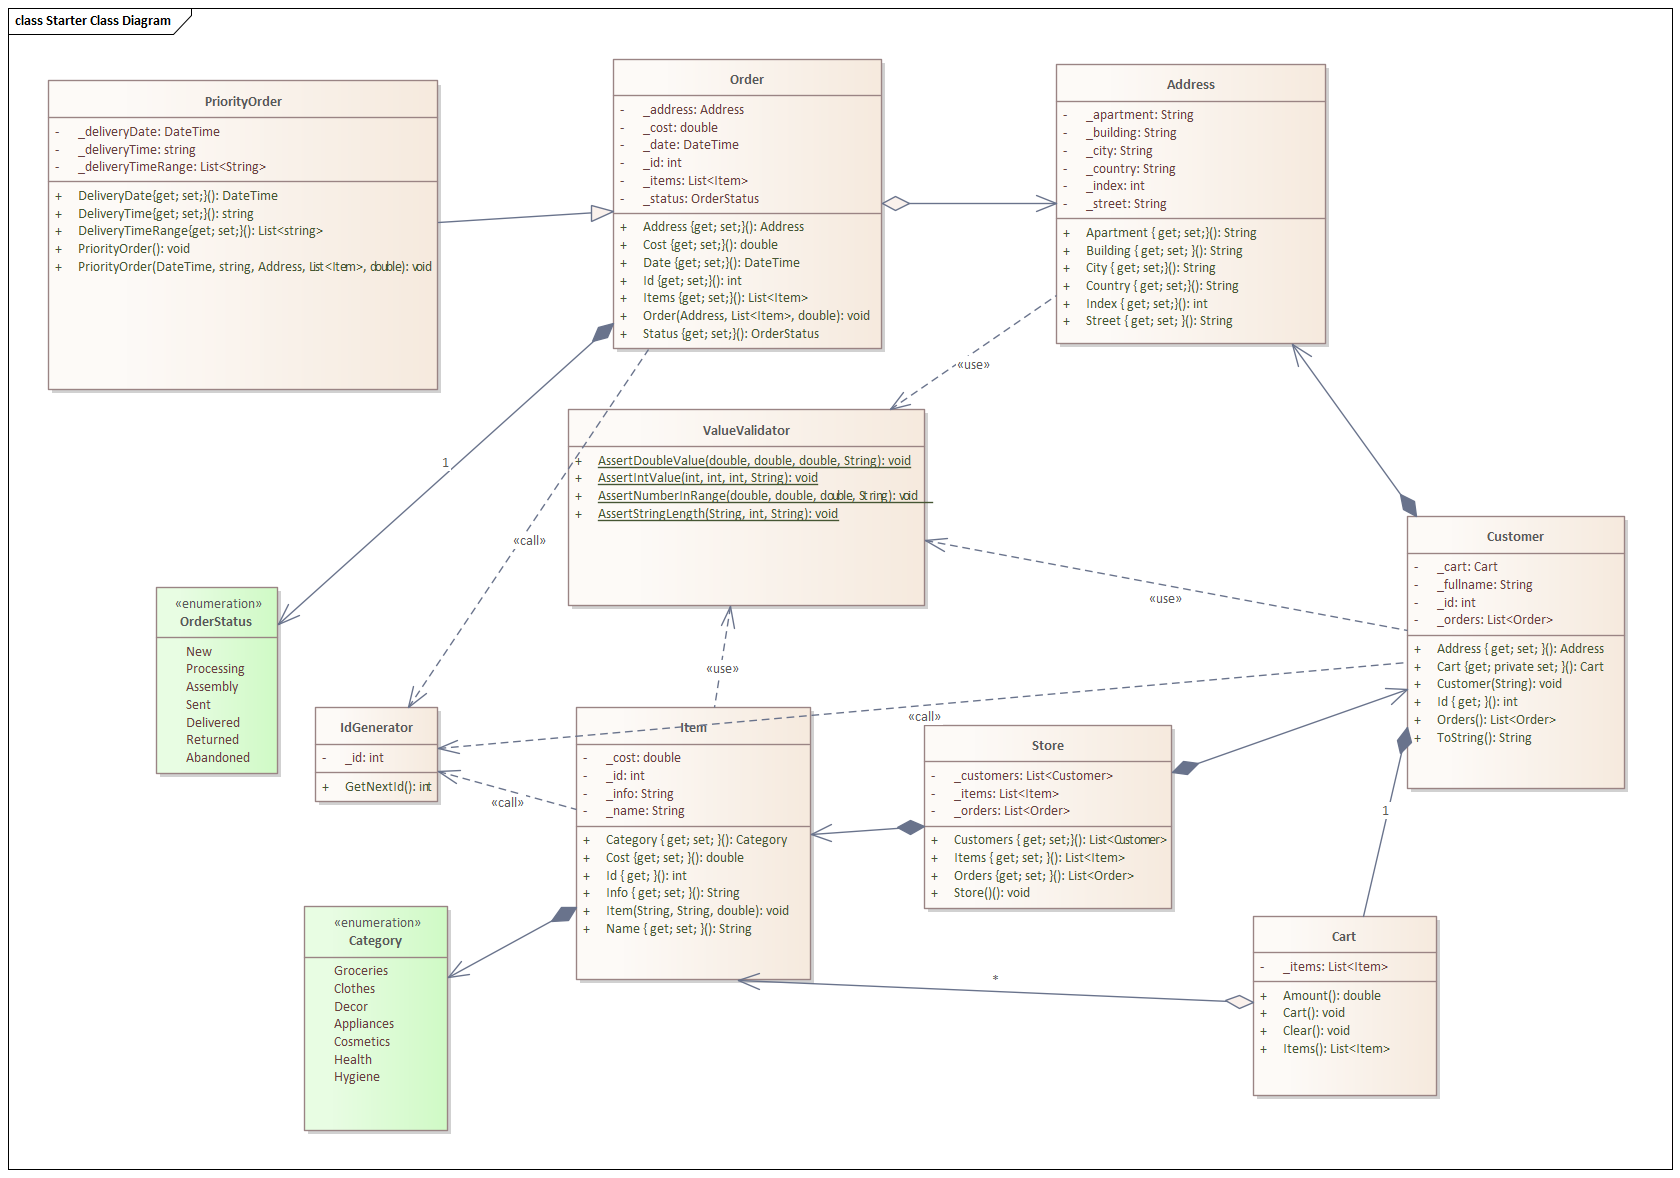 class Starter Class Diagram
PriorityOrder
- _deliveryDate: DateTime
- _deliveryTime: string
- _deliveryTimeRange: List<String>
+ DeliveryDate{get; set;}(): DateTime
+ DeliveryTime{get; set;}(): string
+ DeliveryTimeRange{get; set;}(): List<string>
+ PriorityOrder(): void
+ PriorityOrder(DateTime, string, Address, List<Item>, double): void
Order
- _address: Address
- _cost: double
- _date: DateTime
- _id: int
- _items: List<Item>
- _status: OrderStatus
+ Address {get; set;}(): Address
+ Cost {get; set;}(): double
+ Date {get; set;}(): DateTime
+ Id {get; set;}(): int
+ Items {get; set;}(): List<Item>
+ Order(Address, List<Item>, double): void
+ Status {get; set;}(): OrderStatus
Address
- _apartment: String
- _building: String
- _city: String
- _country: String
- _index: int
- _street: String
+ Apartment { get; set;}(): String
+ Building { get; set; }(): String
+ City { get; set;}(): String
+ Country { get; set;}(): String
+ Index { get; set;}(): int
+ Street { get; set; }(): String
«use»
ValueValidator
+ AssertDoubleValue(double, double, double, String): void
+ AssertIntValue(int, int, int, String): void
+ AssertNumberInRange(double, double, double, String): void
+ AssertStringLength(String, int, String): void
1
«call»
«use»
Customer
- _cart: Cart
- _fullname: String
- _id: int
- _orders: List<Order>
+ Address { get; set; }(): Address
+ Cart {get; private set; }(): Cart
+ Customer(String): void
+ Id { get; }(): int
+ Orders(): List<Order>
+ ToString(): String
«enumeration»
OrderStatus
New
Processing
Assembly
Sent
Delivered
Returned
Abandoned
«use»
«call»
IdGenerator
- _id: int
+ GetNextId(): int
«call»
Item
- _cost: double
- _id: int
- _info: String
- _name: String
+ Category { get; set; }(): Category
+ Cost {get; set; }(): double
+ Id { get; }(): int
+ Info { get; set; }(): String
+ Item(String, String, double): void
+ Name { get; set; }(): String
Store
- _customers: List<Customer>
- _items: List<Item>
- _orders: List<Order>
+ Customers { get; set;}(): List<Customer>
+ Items { get; set; }(): List<Item>
+ Orders {get; set; }(): List<Order>
+ Store()(): void
1
«enumeration»
Category
Groceries
Clothes
Decor
Appliances
Cosmetics
Health
Hygiene
*
Cart
- _items: List<Item>
+ Amount(): double
+ Cart(): void
+ Clear(): void
+ Items(): List<Item>